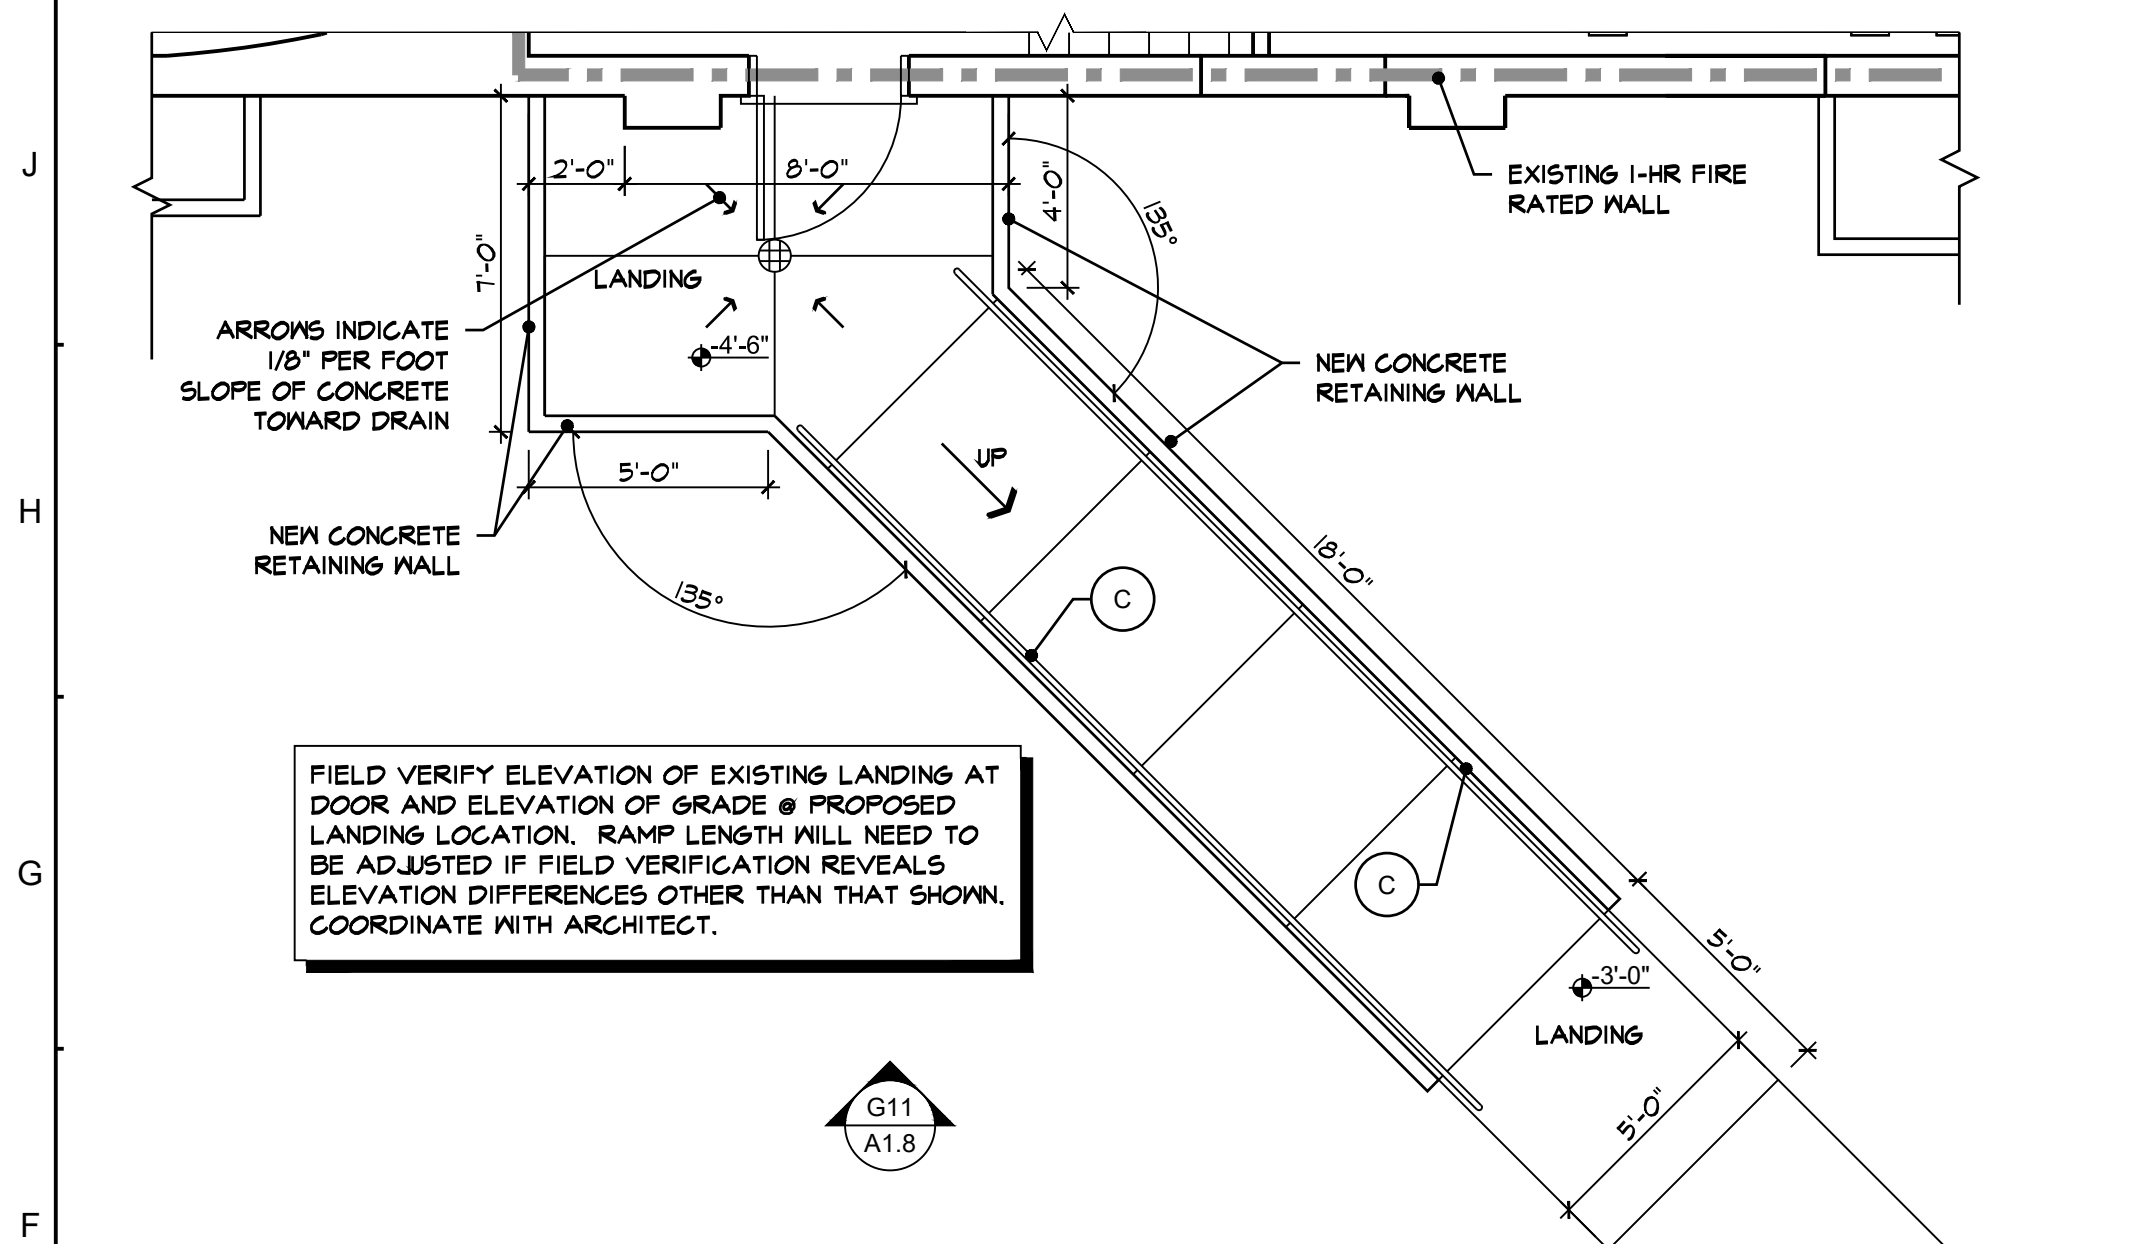 J
2'-0"
8'-0"
4'-0"
135°
EXISTING 1-HR FIRE
RATED WALL
7'-0"
LANDING
ARROWS INDICATE
1/8" PER FOOT
SLOPE OF CONCRETE
TOWARD DRAIN
-4'-6"
NEW CONCRETE
RETAINING WALL
UP
5'-0"
H
NEW CONCRETE
RETAINING WALL
135°
18'-0"
C
FIELD VERIFY ELEVATION OF EXISTING LANDING AT
DOOR AND ELEVATION OF GRADE @ PROPOSED
LANDING LOCATION.  RAMP LENGTH WILL NEED TO
BE ADJUSTED IF FIELD VERIFICATION REVEALS
ELEVATION DIFFERENCES OTHER THAN THAT SHOWN.
COORDINATE WITH ARCHITECT.
G
C
5'-0"
-3'-0"
LANDING
5'-0"
G11
A1.8
F